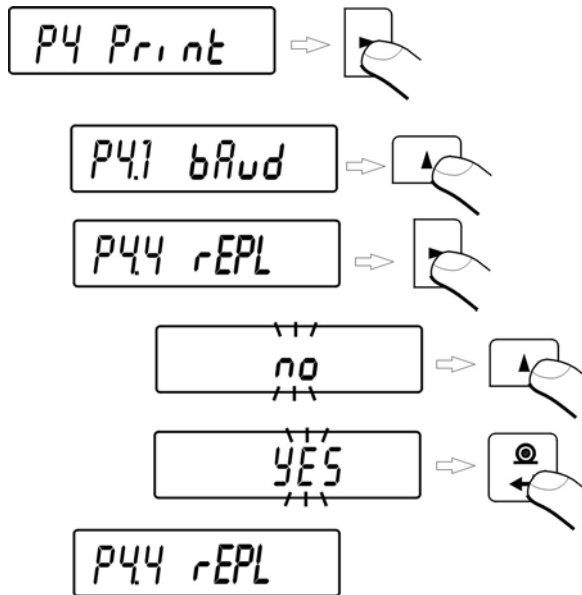 P4 Print
P4.1 bAud
P4.4 rEPL
no
YES
P4.4 rEPL